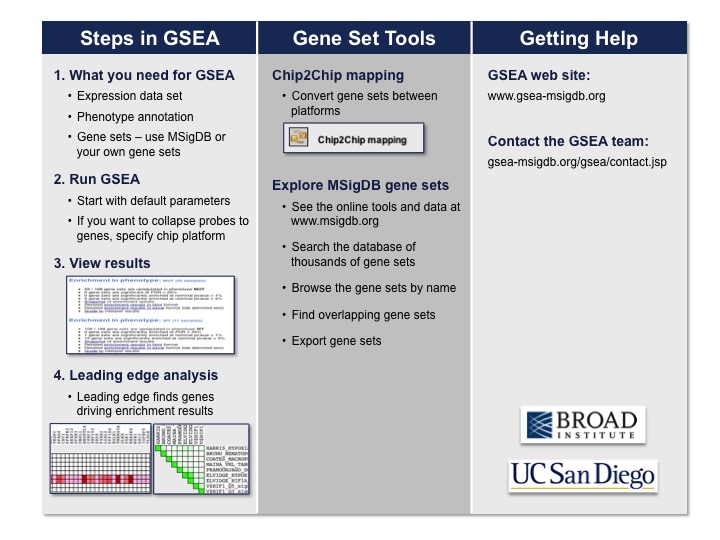 Steps in GSEA
1. What you need for GSEA
• Expression data set
• Phenotype annotation
• Gene sets – use MSigDB or
your own gene sets
2. Run GSEA
• Start with default parameters
• If you want to collapse probes to
genes, specify chip platform
3. View results
Enrichment in phenotype:
Enrichment in phenotype:
4. Leading edge analysis
• Leading edge finds genes
driving enrichment results
Gene Set Tools
Chip2Chip mapping
• Convert gene sets between
platforms
Chip2Chip mapping
Explore MSigDB gene sets
• See the online tools and data at
www.msigdb.org
• Search the database of
thousands of gene sets
• Browse the gene sets by name
• Find overlapping gene sets
• Export gene sets
Getting Help
GSEA web site:
www.gsea-msigdb.org
Contact the GSEA team:
gsea-msigdb.org/gsea/contact.jsp
BROAD
INSTITUTE
UC San Diego